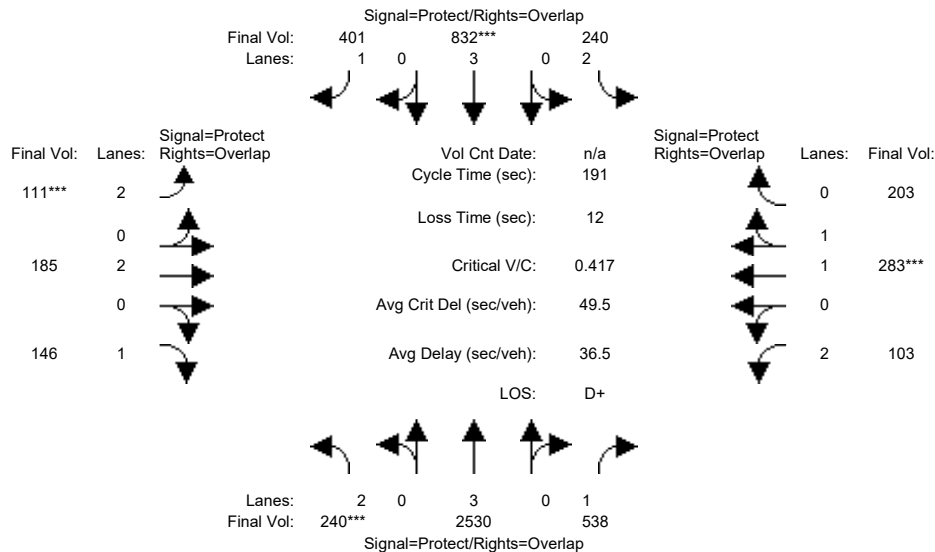 Signal=Protect/Rights=Overlap
Final Vol: 401 832*** 240
Lanes: 1 0 3 0 2
Signal=Protect
Final Vol: Lanes: Rights=Overlap
Vol Cnt Date: n/a
Signal=Protect
Rights=Overlap Lanes: Final Vol:
Cycle Time (sec): 191
111*** 2
0 203
Loss Time (sec): 12
0
1
185 2
Critical V/C: 0.417
1 283***
0
Avg Crit Del (sec/veh): 49.5
0
146 1
Avg Delay (sec/veh): 36.5
2 103
LOS: D+
Lanes: 2 0 3 0 1
Final Vol: 240*** 2530 538
Signal=Protect/Rights=Overlap